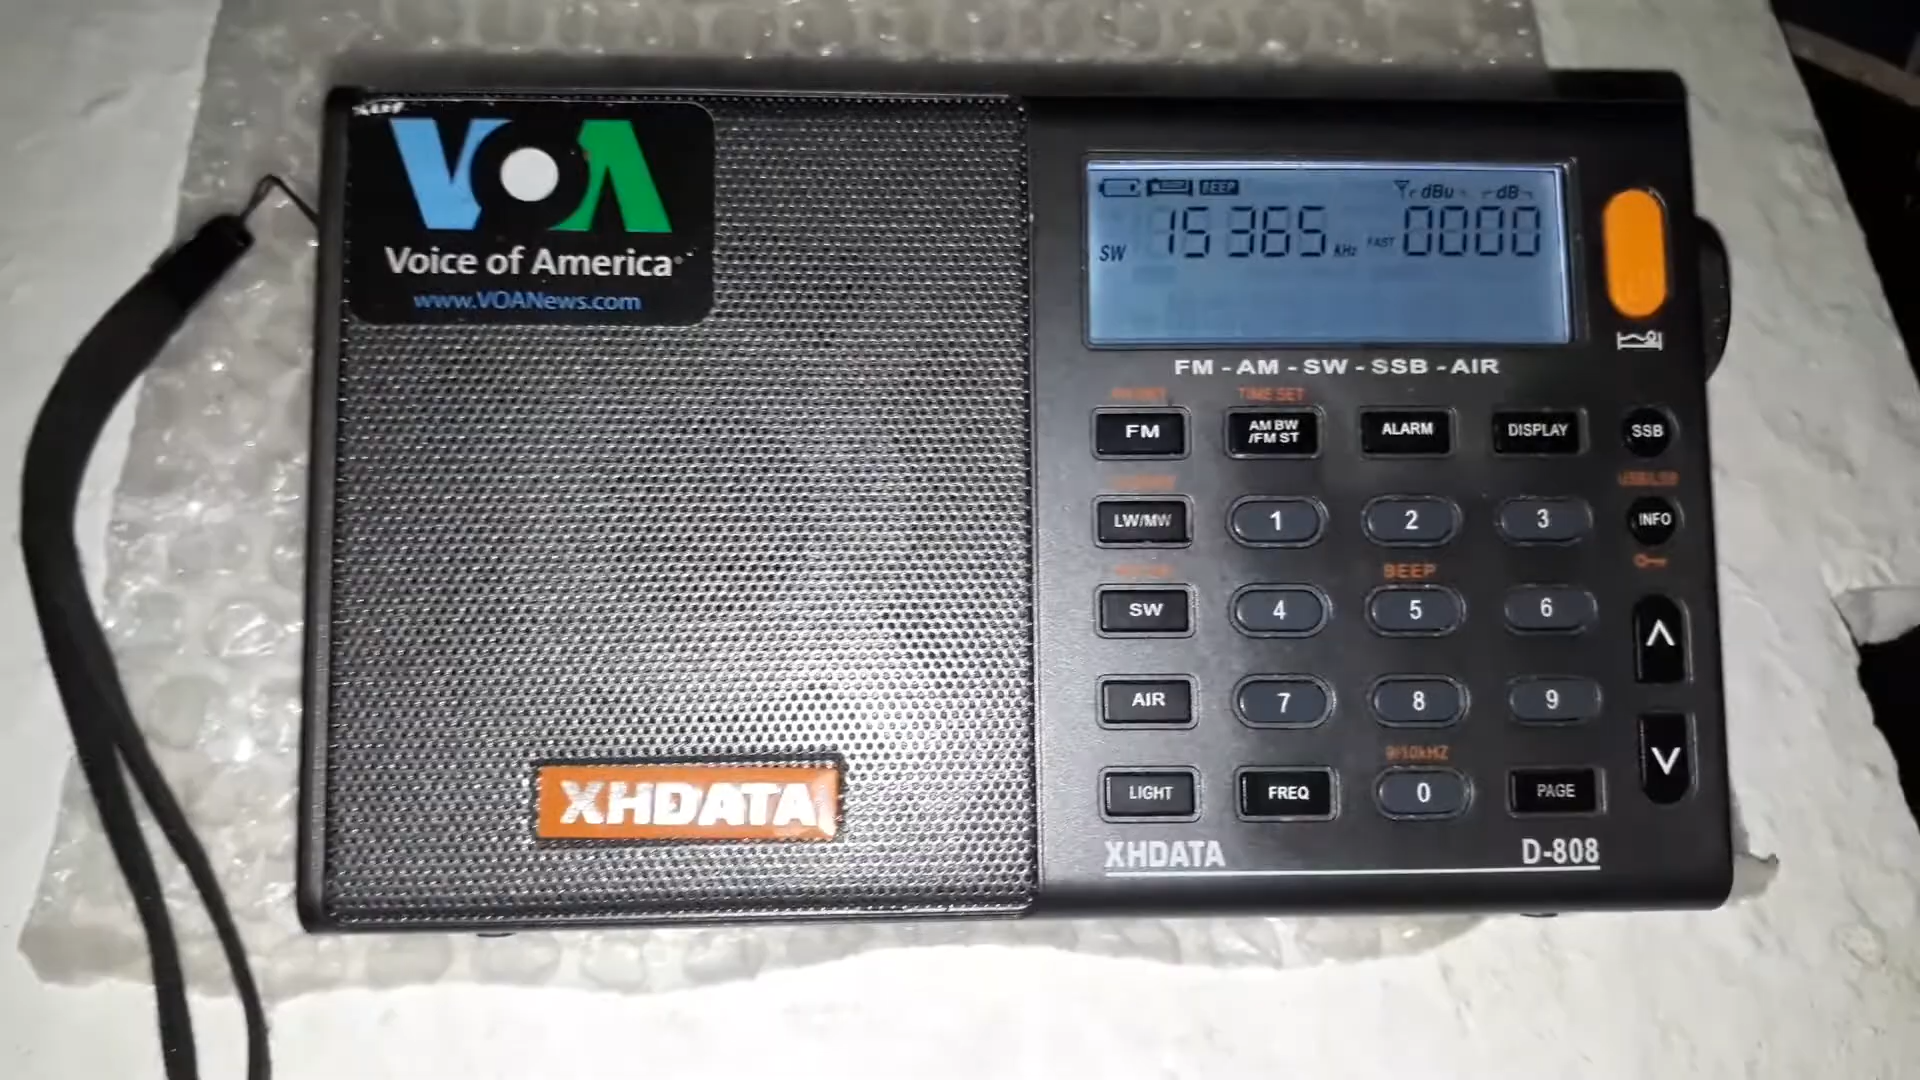 VOA
Voice of America
www.VOANews.com
XHDATA
BEEP
dBu
dB
SW
15365 kHz
FAST
0000
FM - AM - SW - SSB - AIR
TIME SET
FM
AM BW
/FM ST
ALARM
DISPLAY
SSB
LW/MW
1
2
3
INFO
BEEP
SW
4
5
6
AIR
7
8
9
9/10kHZ
LIGHT
FREQ
0
PAGE
XHDATA
D-808